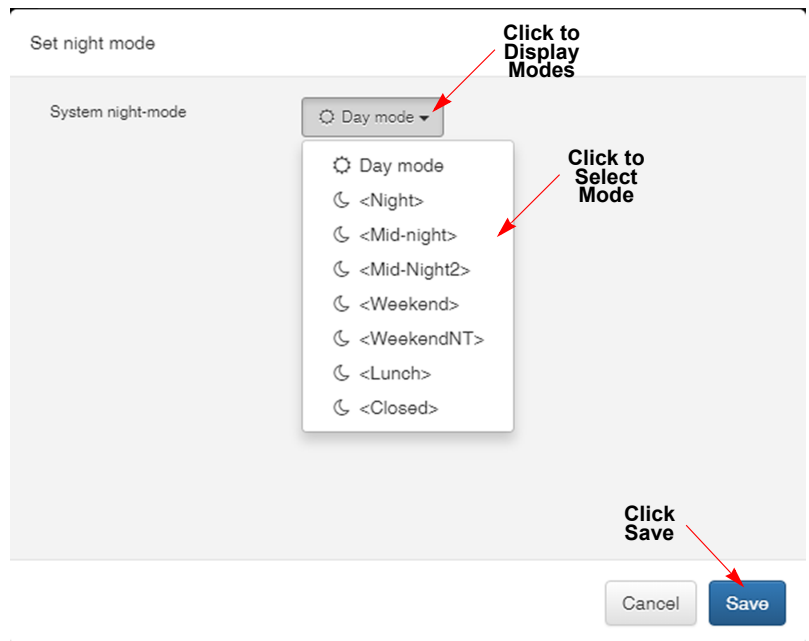 Set night mode
Click to
Display
Modes
System night-mode
Day mode
Day mode
<Night>
<Mid-night>
<Mid-Night2>
<Weekend>
<WeekendNT>
<Lunch>
<Closed>
Click to
Select
Mode
Click
Save
Cancel
Save